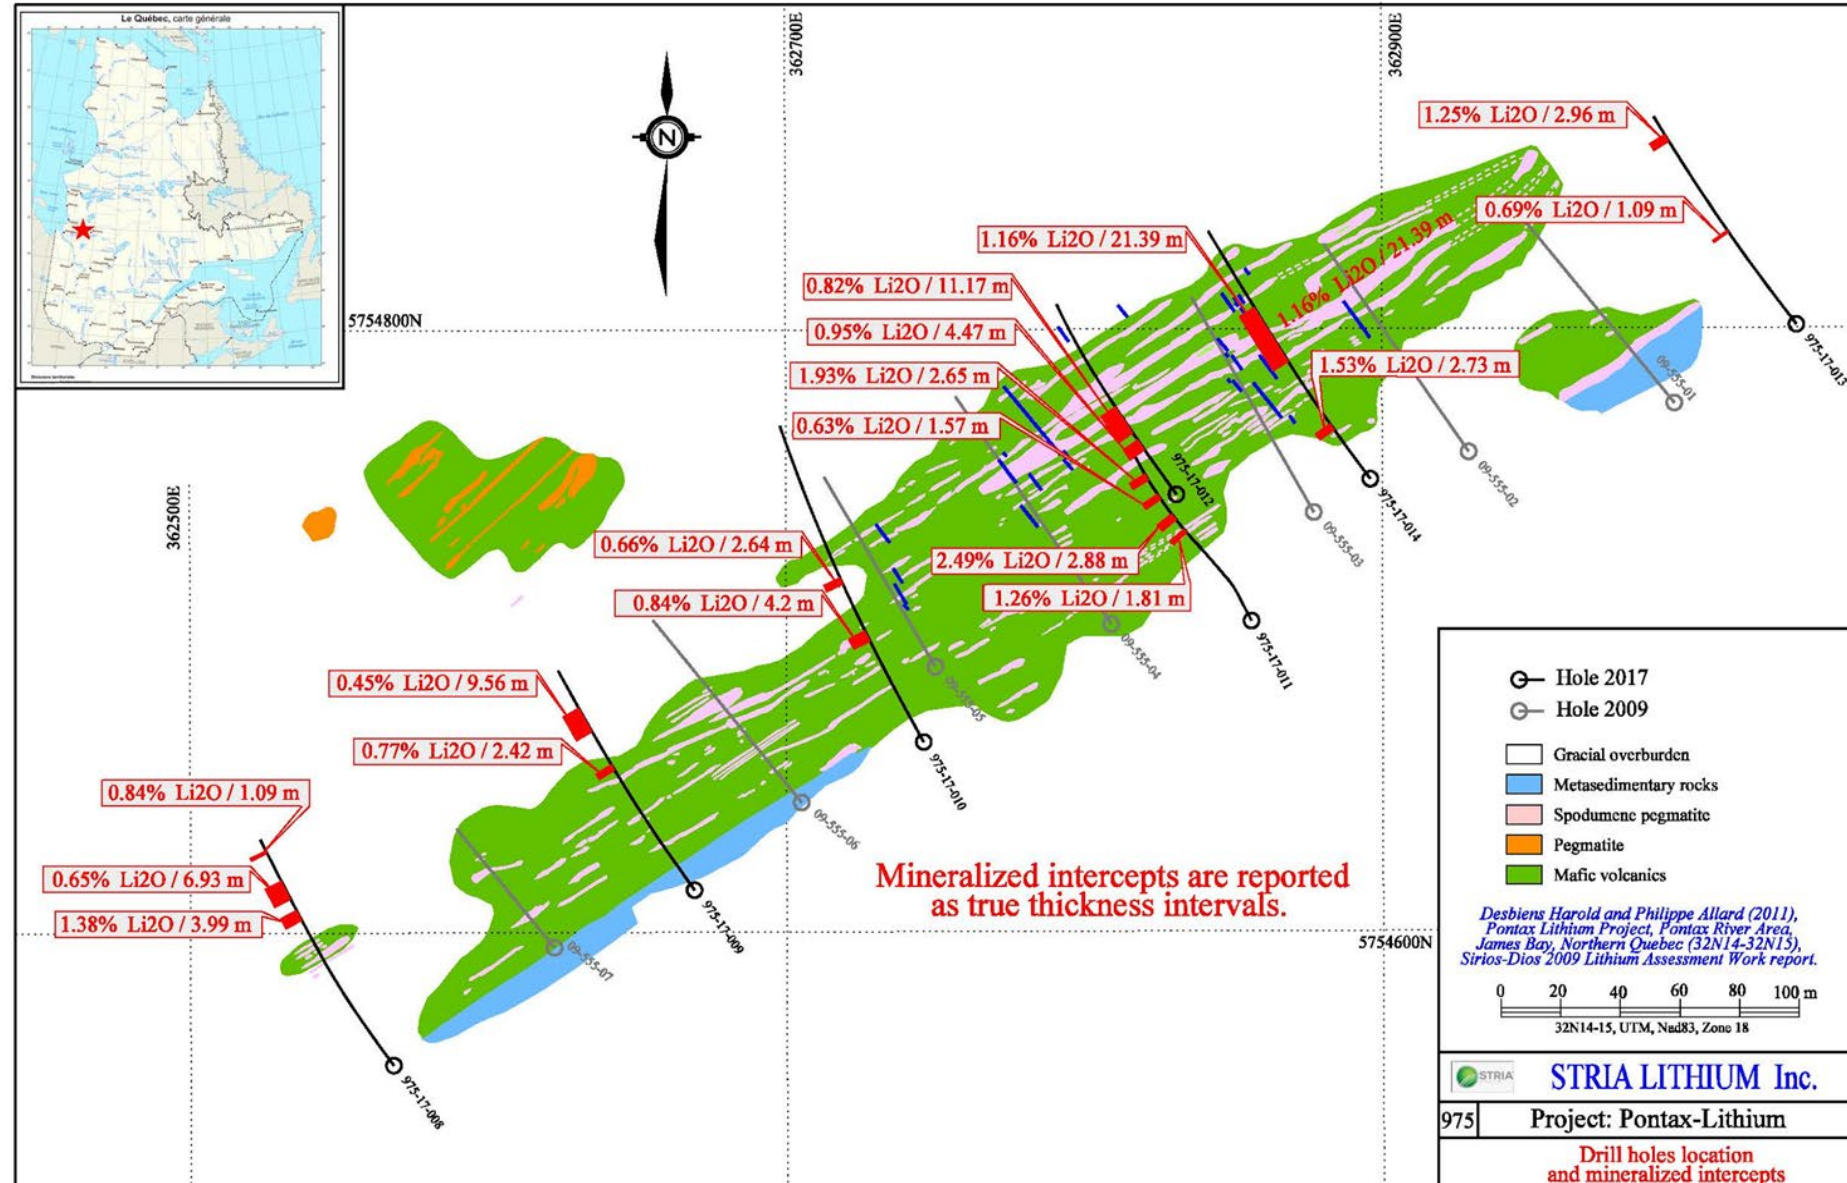 Le Québec, carte générale
362700E
362900E
1.25% Li2O / 2.96 m
0.69% Li2O / 1.09 m
N
1.16% Li2O / 21.39 m
1.16% Li2O / 21.39 m
0.82% Li2O / 11.17 m
5754800N
0.95% Li2O / 4.47 m
975-17-013
1.93% Li2O / 2.65 m
1.53% Li2O / 2.73 m
09-555-01
0.63% Li2O / 1.57 m
975-17-012
09-555-02
975-17-014
09-555-03
362500E
0.66% Li2O / 2.64 m
2.49% Li2O / 2.88 m
0.84% Li2O / 4.2 m
1.26% Li2O / 1.81 m
09-555-04
975-17-011
0.45% Li2O / 9.56 m
09-555-05
0.77% Li2O / 2.42 m
975-17-010
0.84% Li2O / 1.09 m
09-555-06
0.65% Li2O / 6.93 m
1.38% Li2O / 3.99 m
975-17-009
09-555-07
975-17-008
Mineralized intercepts are reported
as true thickness intervals.
5754600N
Hole 2017
Hole 2009
Gracial overburden
Metasedimentary rocks
Spodumene pegmatite
Pegmatite
Mafic volcanics
Desbiens Harold and Philippe Allard (2011),
Pontax Lithium Project, Pontax River Area,
James Bay, Northern Quebec (32N14-32N15),
Sirios-Dios 2009 Lithium Assessment Work report.
0 20 40 60 80 100 m
32N14-15, UTM, Nad83, Zone 18
STRIA
STRIA LITHIUM Inc.
975
Project: Pontax-Lithium
Drill holes location
and mineralized intercepts